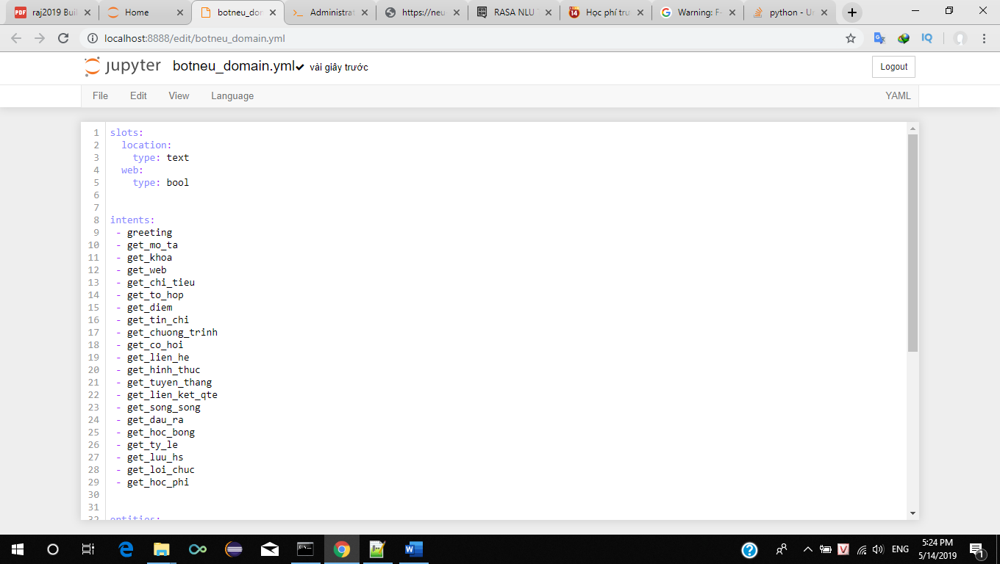 raj2019 Buil
Home
botneu_dom
Administrat
https://neu
RASA NLU
Học phí trư
Warning: F-
python - Un
localhost:8888/edit/botneu_domain.yml
jupyter botneu_domain.yml vài giây trước
Logout
File Edit View Language
YAML
1 slots:
2 location:
3 type: text
4 web:
5 type: bool
6
7
8 intents:
9 - greeting
10 - get_mo_ta
11 - get_khoa
12 - get_web
13 - get_chi_tieu
14 - get_to_hop
15 - get_diem
16 - get_tin_chi
17 - get_chuong_trinh
18 - get_co_hoi
19 - get_lien_he
20 - get_hinh_thuc
21 - get_tuyen_thang
22 - get_lien_ket_qte
23 - get_song_song
24 - get_dau_ra
25 - get_hoc_bong
26 - get_ty_le
27 - get_luu_hs
28 - get_loi_chuc
29 - get_hoc_phi
30
31
32 entities:
ENG
5:24 PM
5/14/2019
1